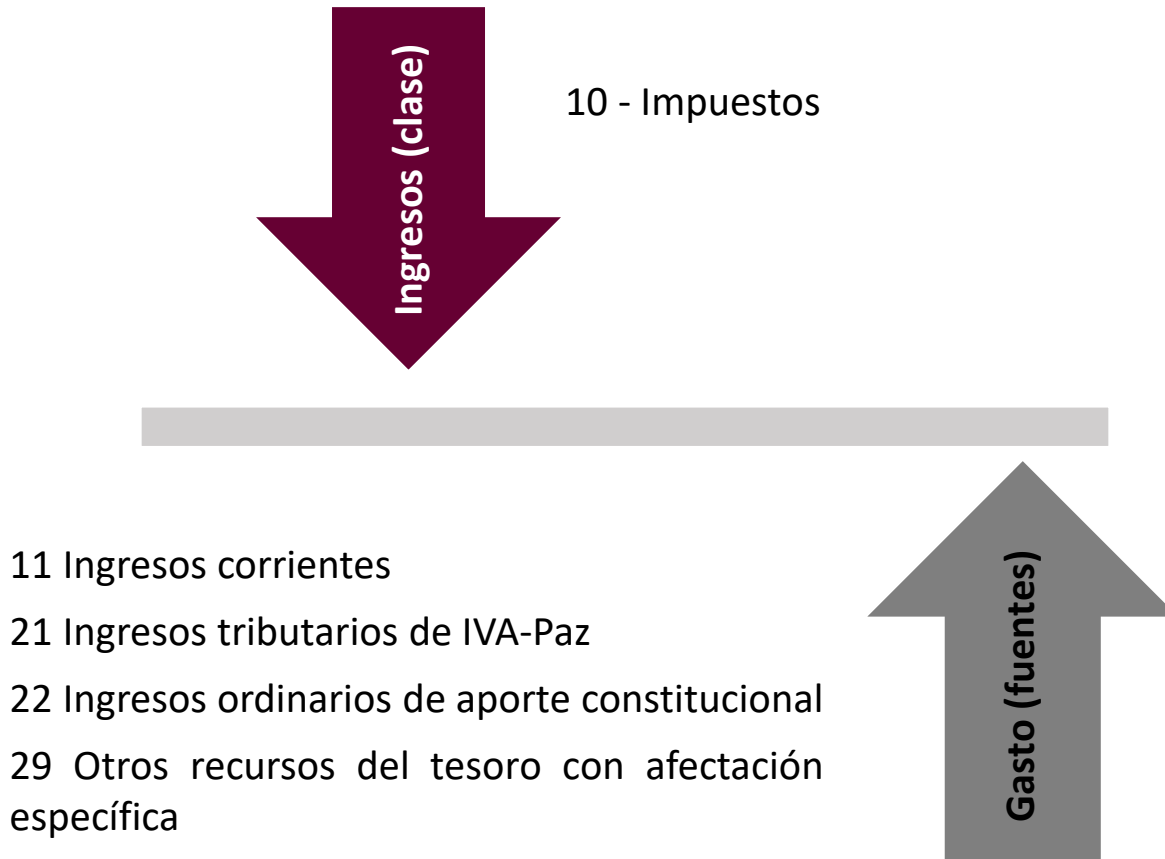 Ingresos (clase)
10 - Impuestos
11 Ingresos corrientes
21 Ingresos tributarios de IVA-Paz
22 Ingresos ordinarios de aporte constitucional
29 Otros recursos del tesoro con afectación
específica
Gasto (fuentes)